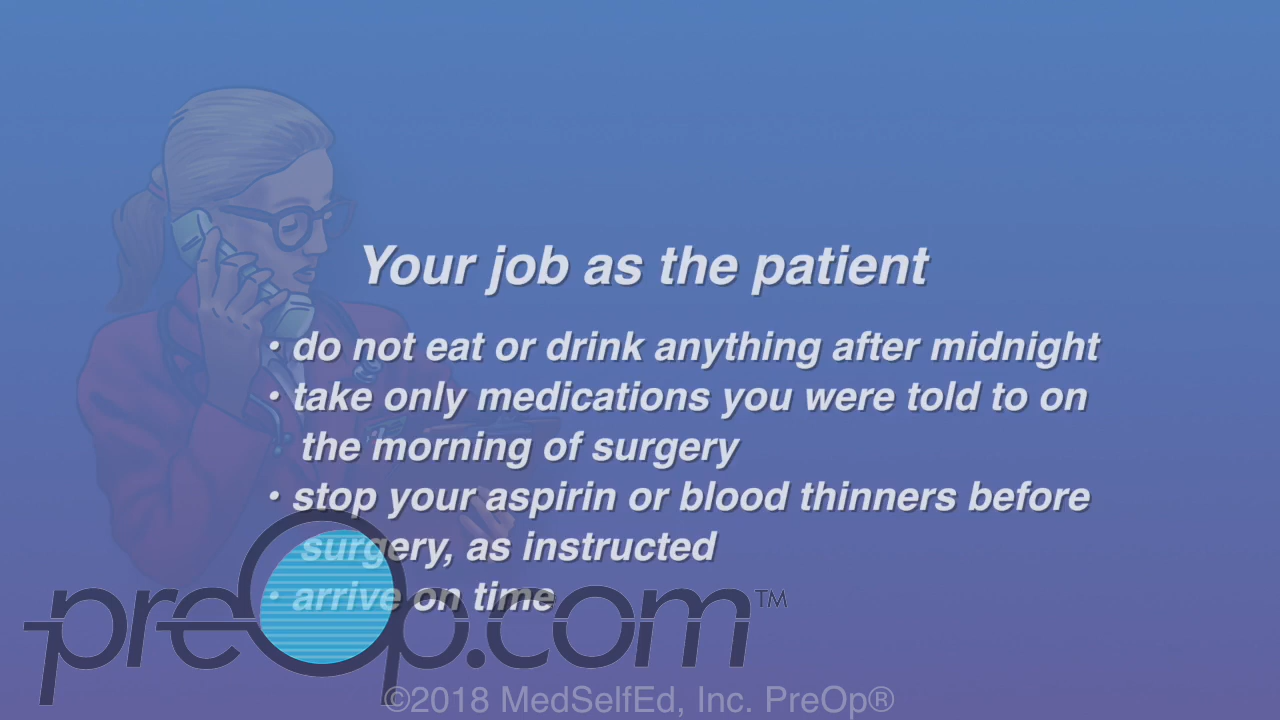 Your job as the patient
• do not eat or drink anything after midnight
• take only medications you were told to on
the morning of surgery
• stop your aspirin or blood thinners before
surgery, as instructed
• arrive on time
preOp.com™
©2018 MedSelfEd, Inc. PreOp®